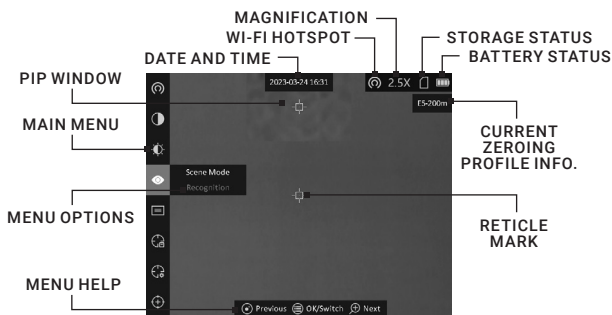 MAGNIFICATION
WI-FI HOTSPOT
STORAGE STATUS
DATE AND TIME
BATTERY STATUS
PIP WINDOW
2023-03-24 16:31
2.5X
E5-200m
MAIN MENU
CURRENT
ZEROING
PROFILE INFO.
Scene Mode
Recognition
MENU OPTIONS
RETICLE
MARK
MENU HELP
Previous OK/Switch Next